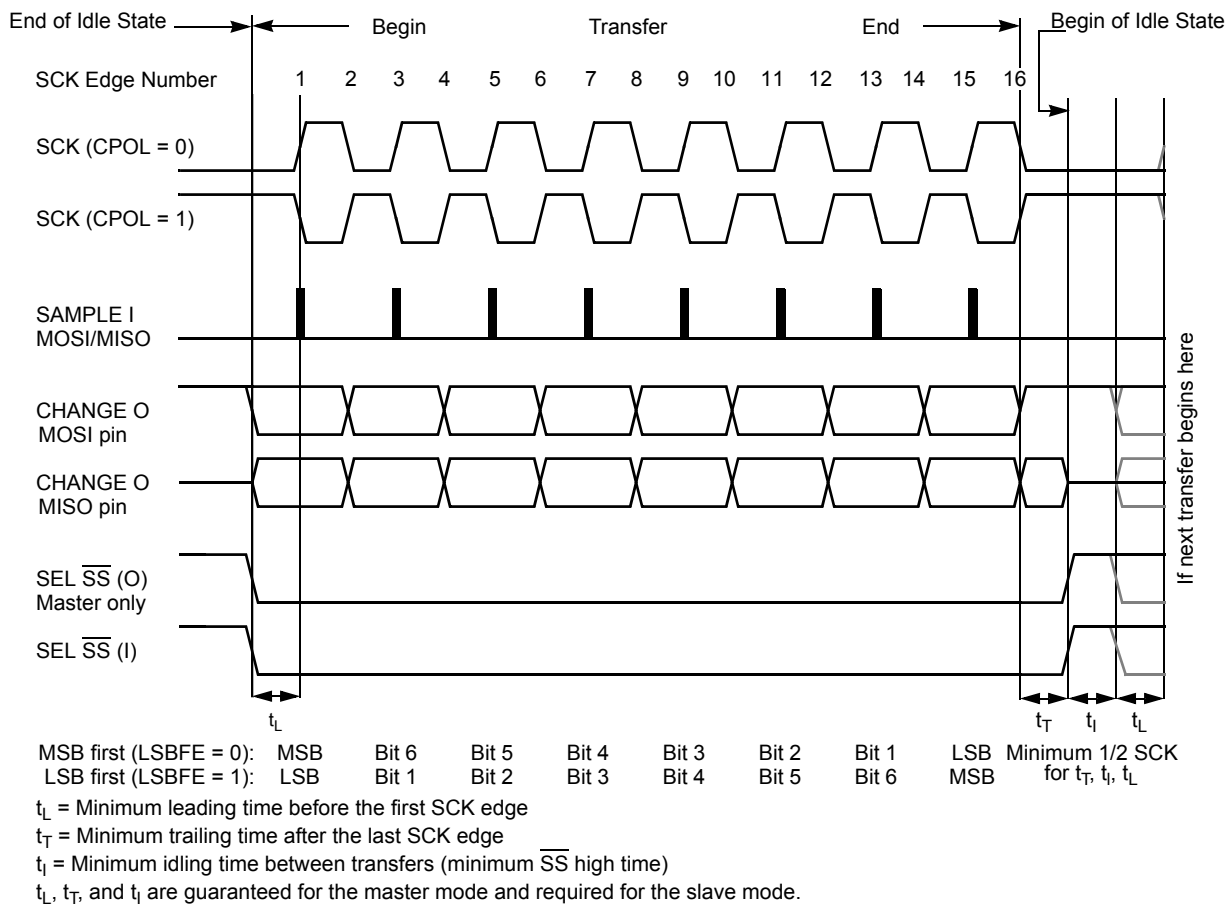 End of Idle State
Begin
Transfer
End
Begin of Idle State
SCK Edge Number
1 2 3 4 5 6 7 8 9 10 11 12 13 14 15 16
SCK (CPOL = 0)
SCK (CPOL = 1)
SAMPLE I
MOSI/MISO
CHANGE O
MOSI pin
CHANGE O
MISO pin
SEL SS (O)
Master only
SEL SS (I)
If next transfer begins here
tL
tT tI tL
MSB first (LSBFE = 0): MSB Bit 6 Bit 5 Bit 4 Bit 3 Bit 2 Bit 1 LSB Minimum 1/2 SCK
LSB first (LSBFE = 1): LSB Bit 1 Bit 2 Bit 3 Bit 4 Bit 5 Bit 6 MSB for tT, tI, tL
tL = Minimum leading time before the first SCK edge
tT = Minimum trailing time after the last SCK edge
tI = Minimum idling time between transfers (minimum SS high time)
tL, tT, and tI are guaranteed for the master mode and required for the slave mode.